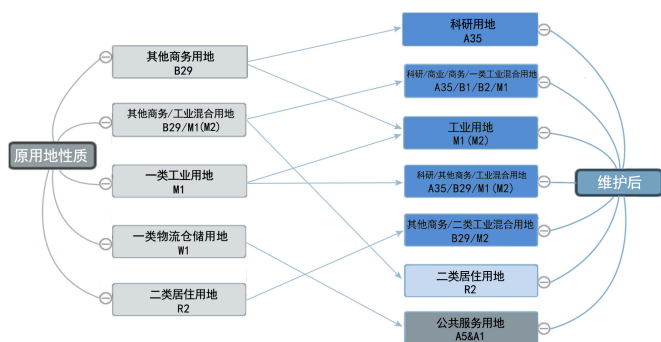 原用地性质
其他商务用地
B29
其他商务/工业混合用地
B29/M1(M2)
一类工业用地
M1
一类物流仓储用地
W1
二类居住用地
R2
科研用地
A35
科研/商业/商务/一类工业混合用地
A35/B1/B2/M1
工业用地
M1(M2)
科研/其他商务/工业混合用地
A35/B29/M1(M2)
其他商务/二类工业混合用地
B29/M2
二类居住用地
R2
公共服务用地
A5&A1
维护后